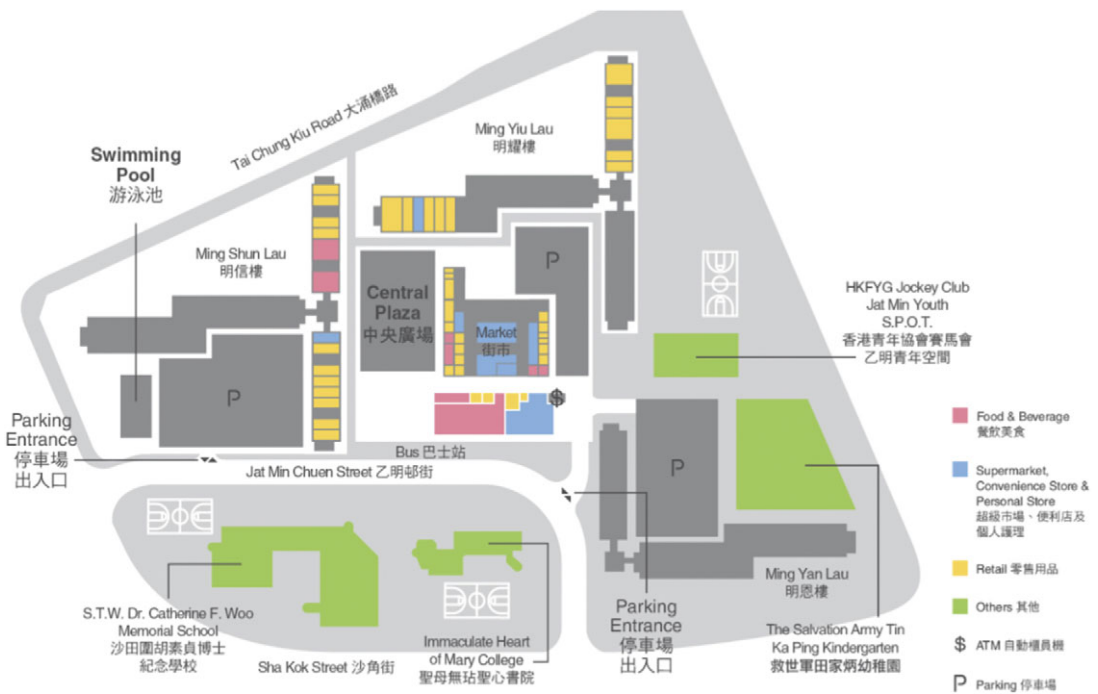 Tai Chung Kiu Road 大涌橋路
Swimming
Pool
游泳池
Ming Yiu Lau
明耀樓
Ming Shun Lau
明信樓
Central
Plaza
中央廣場
Market
街市
P
P
P
$
HKFYG Jockey Club
Jat Min Youth
S.P.O.T.
香港青年協會賽馬會
乙明青年空間
Parking
Entrance
停車場
出入口
Bus 巴士站
Jat Min Chuen Street 乙明邨街
Food & Beverage
餐飲美食
Supermarket,
Convenience Store &
Personal Store
超級市場、便利店及
個人護理
Retail 零售用品
Others 其他
$ ATM 自動櫃員機
P Parking 停車場
Ming Yan Lau
明恩樓
S.T.W. Dr. Catherine F. Woo
Memorial School
沙田圍胡素貞博士
紀念學校
Sha Kok Street 沙角街
Immaculate Heart
of Mary College
聖母無玷聖心書院
Parking
Entrance
停車場
出入口
The Salvation Army Tin
Ka Ping Kindergarten
救世軍田家炳幼稚園